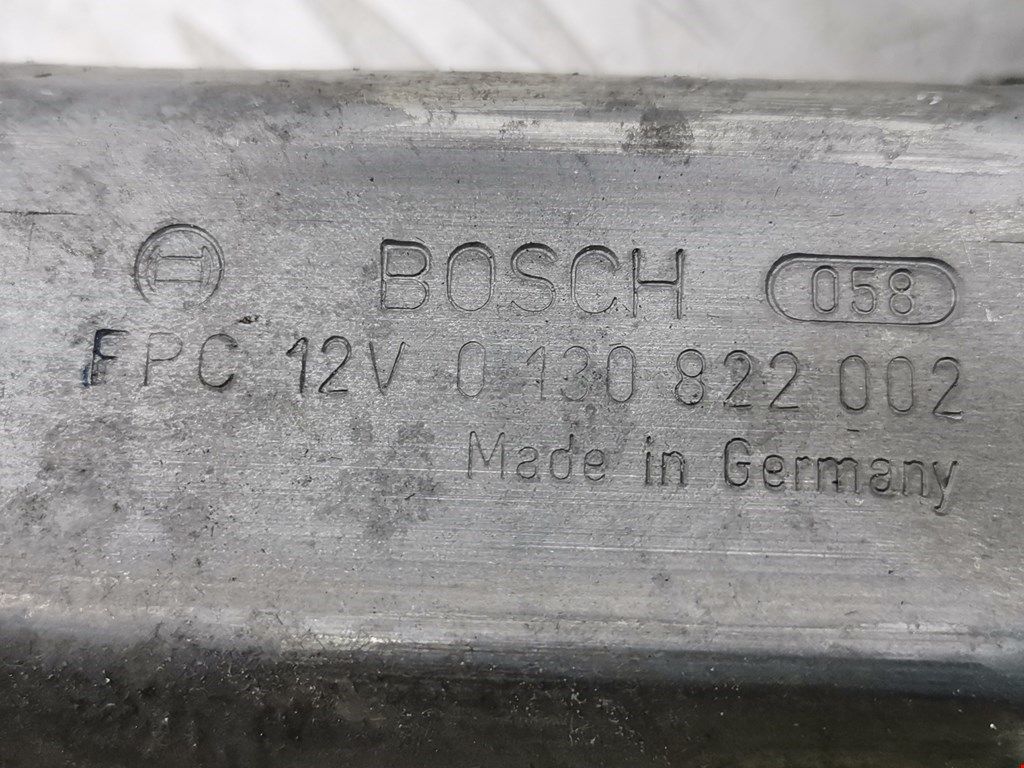 BOSCH 058
FPC 12V 0 130 822 002
Made in Germany